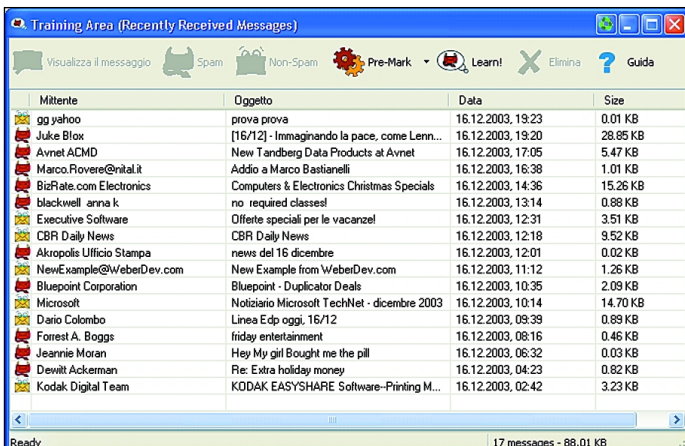 Training Area (Recently Received Messages)
Visualizza il messaggio Spam Non-Spam Pre-Mark Learn! Elimina Guida
Mittente Oggetto Data Size
gg yahoo prova prova 16.12.2003, 19:23 0.01 KB
Juke B!ox [16/12] - Immaginando la pace, come Lenn... 16.12.2003, 19:20 28.85 KB
Avnet ACMD New Tandberg Data Products at Avnet 16.12.2003, 17:05 5.47 KB
Marco.Rovere@nital.it Addio a Marco Bastianelli 16.12.2003, 16:38 1.01 KB
BizRate.com Electronics Computers & Electronics Christmas Specials 16.12.2003, 14:36 15.26 KB
blackwell anna k no required classes! 16.12.2003, 13:14 0.88 KB
Executive Software Offerte speciali per le vacanze! 16.12.2003, 12:31 3.51 KB
CBR Daily News CBR Daily News 16.12.2003, 12:18 9.52 KB
Akropolis Ufficio Stampa news del 16 dicembre 16.12.2003, 12:01 0.02 KB
NewExample@WeberDev.com New Example from WeberDev.com 16.12.2003, 11:12 1.26 KB
Bluepoint Corporation Bluepoint - Duplicator Deals 16.12.2003, 10:35 2.09 KB
Microsoft Notiziario Microsoft TechNet - dicembre 2003 16.12.2003, 10:14 14.70 KB
Dario Colombo Linea Edp oggi, 16/12 16.12.2003, 09:39 0.89 KB
Forrest A. Boggs friday entertainment 16.12.2003, 08:16 0.46 KB
Jeannie Moran Hey My girl Bought me the pill 16.12.2003, 06:32 0.03 KB
Dewitt Ackerman Re: Extra holiday money 16.12.2003, 04:23 0.82 KB
Kodak Digital Team KODAK EASYSHARE Software--Printing M... 16.12.2003, 02:42 3.23 KB
Ready 17 messages - 88.01 KB